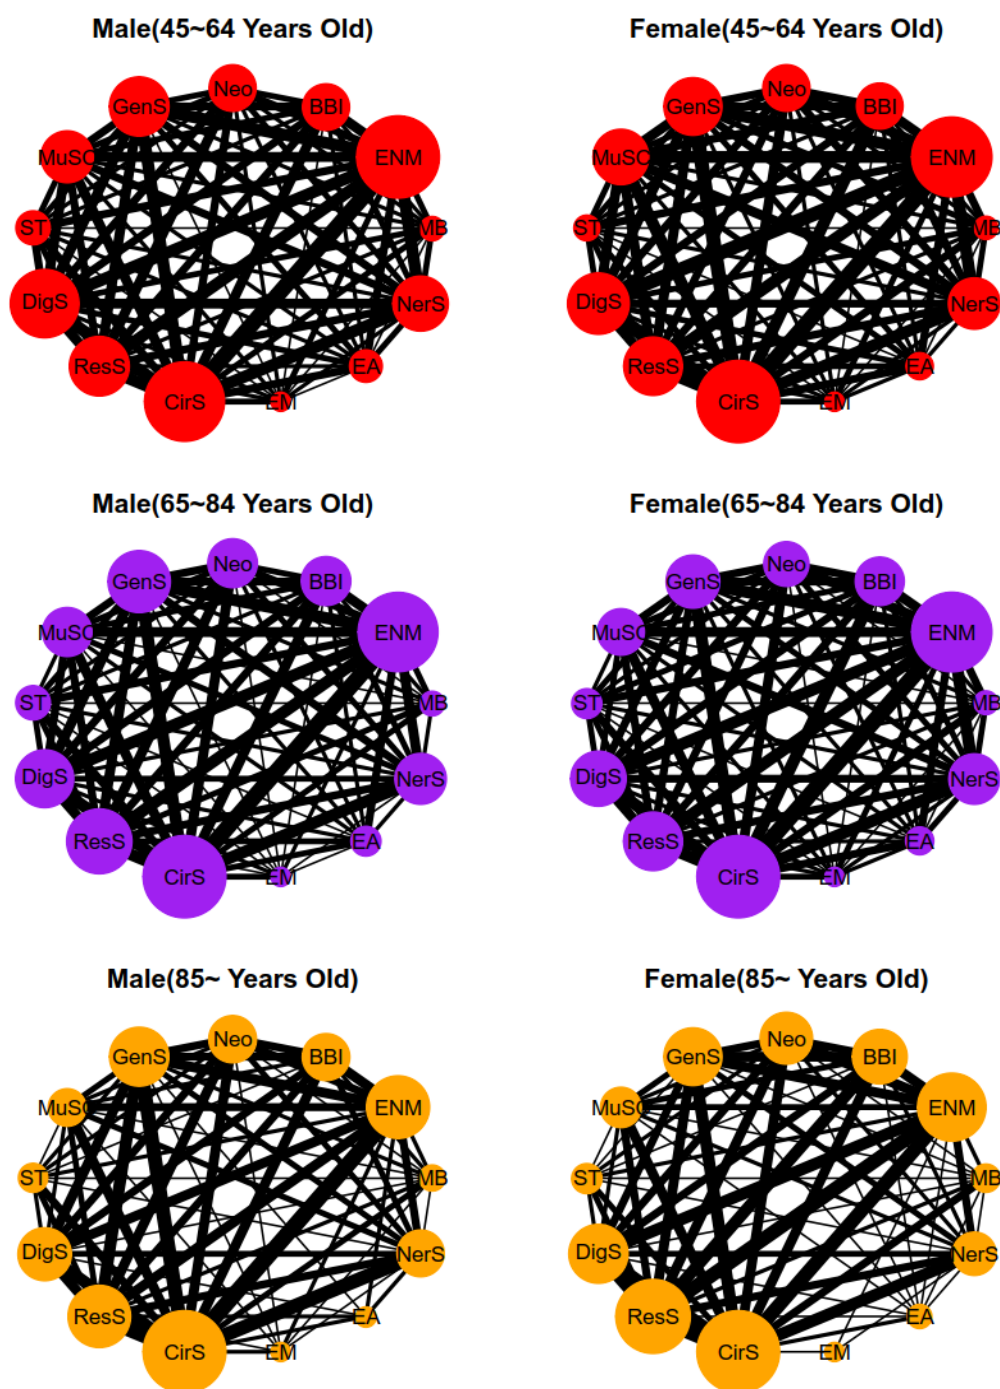 Male(45~64 Years Old)
Female(45~64 Years Old)
Neo
GenS
BBI
MuSC
ENM
ST
MB
DigS
NerS
ResS
EA
CirS
EM
Neo
GenS
BBI
MuSC
ENM
ST
MB
DigS
NerS
ResS
EA
CirS
EM
Male(65~84 Years Old)
Female(65~84 Years Old)
Neo
GenS
BBI
MuSC
ENM
ST
MB
DigS
NerS
ResS
EA
CirS
EM
Neo
GenS
BBI
MuSC
ENM
ST
MB
DigS
NerS
ResS
EA
CirS
EM
Male(85~ Years Old)
Female(85~ Years Old)
Neo
GenS
BBI
MuSC
ENM
ST
MB
DigS
NerS
ResS
EA
CirS
EM
Neo
GenS
BBI
MuSC
ENM
ST
MB
DigS
NerS
ResS
EA
CirS
EM